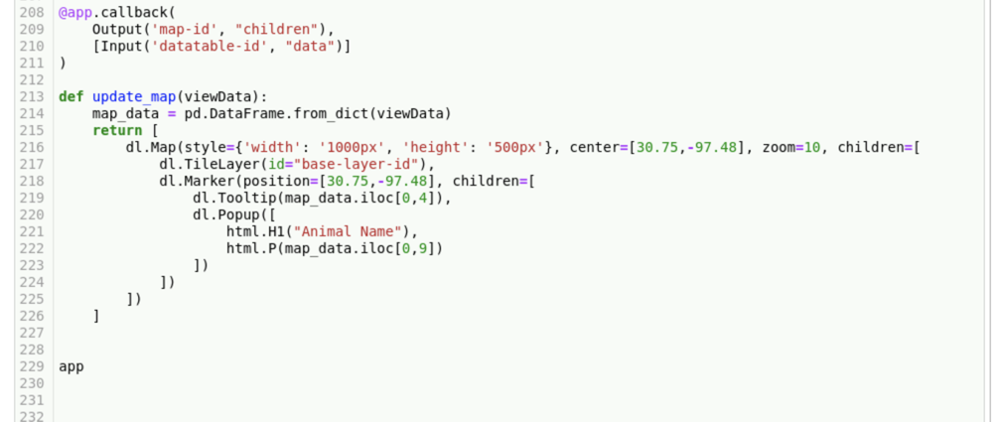 208 @app.callback(
209     Output('map-id', "children"),
210     [Input('datatable-id', "data")]
211 )
212
213 def update_map(viewData):
214     map_data = pd.DataFrame.from_dict(viewData)
215     return [
216         dl.Map(style={'width': '1000px', 'height': '500px'}, center=[30.75,-97.48], zoom=10, children=[
217             dl.TileLayer(id="base-layer-id"),
218             dl.Marker(position=[30.75,-97.48], children=[
219                 dl.Tooltip(map_data.iloc[0,4]),
220                 dl.Popup([
221                     html.H1("Animal Name"),
222                     html.P(map_data.iloc[0,9])
223                 ])
224             ])
225         ])
226     ]
227
228
229 app
230
231
232